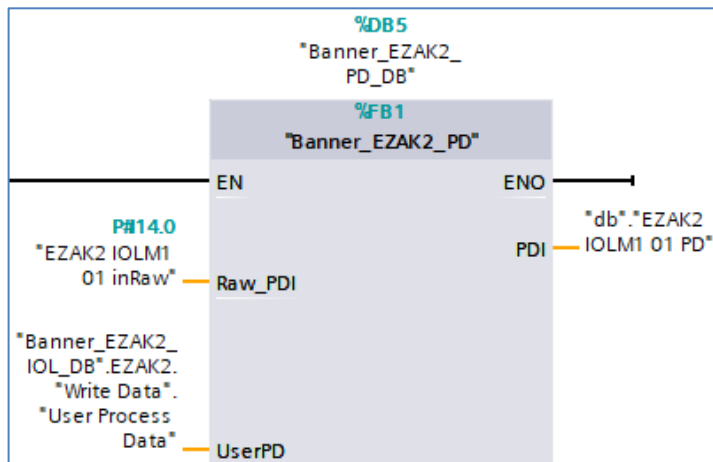 %DB5
"Banner_EZAK2_
PD_DB"
%FB1
"Banner_EZAK2_PD"
EN
ENO
P#I14.0
"EZAK2 IOLM1
01 inRaw"
Raw_PDI
PDI
"db"."EZAK2
IOLM1 01 PD"
"Banner_EZAK2_
IOL_DB".EZAK2.
"Write Data".
"User Process
Data"
UserPD